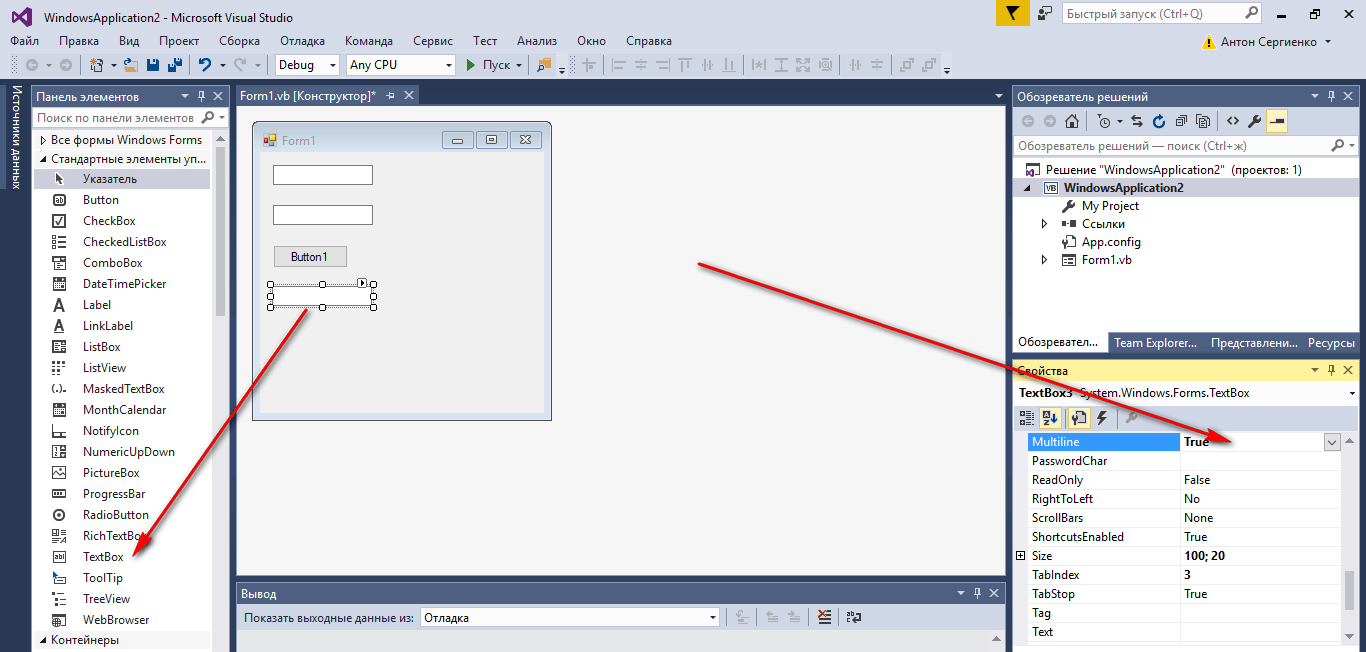 WindowsApplication2 - Microsoft Visual Studio
Быстрый запуск (Ctrl+Q)
Файл Правка Вид Проект Сборка Отладка Команда Сервис Тест Анализ Окно Справка
Антон Сергиенко
Debug Any CPU Пуск
Источники данных
Панель элементов
Поиск по панели элементов
Все формы Windows Forms
Стандартные элементы уп...
Указатель
Button
CheckBox
CheckedListBox
ComboBox
DateTimePicker
Label
LinkLabel
ListBox
ListView
MaskedTextBox
MonthCalendar
NotifyIcon
NumericUpDown
PictureBox
ProgressBar
RadioButton
RichTextBox
TextBox
ToolTip
TreeView
WebBrowser
Контейнеры
Form1.vb [Конструктор]*
Form1
Button1
Вывод
Показать выходные данные из: Отладка
Обозреватель решений
Обозреватель решений — поиск (Ctrl+ж)
Решение "WindowsApplication2" (проектов: 1)
VB WindowsApplication2
My Project
Ссылки
App.config
Form1.vb
Обозревател... Team Explorer... Представлени... Ресурсы
Свойства
TextBox3 System.Windows.Forms.TextBox
Multiline True
PasswordChar
ReadOnly False
RightToLeft No
ScrollBars None
ShortcutsEnabled True
Size 100; 20
TabIndex 3
TabStop True
Tag
Text